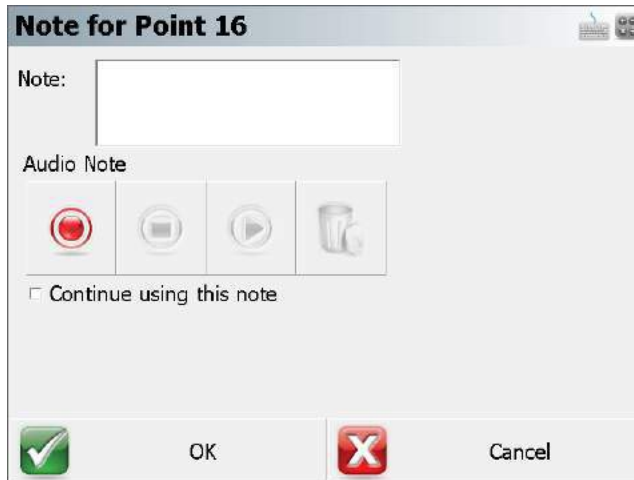 Note for Point 16
Note:
Audio Note
Continue using this note
OK
Cancel